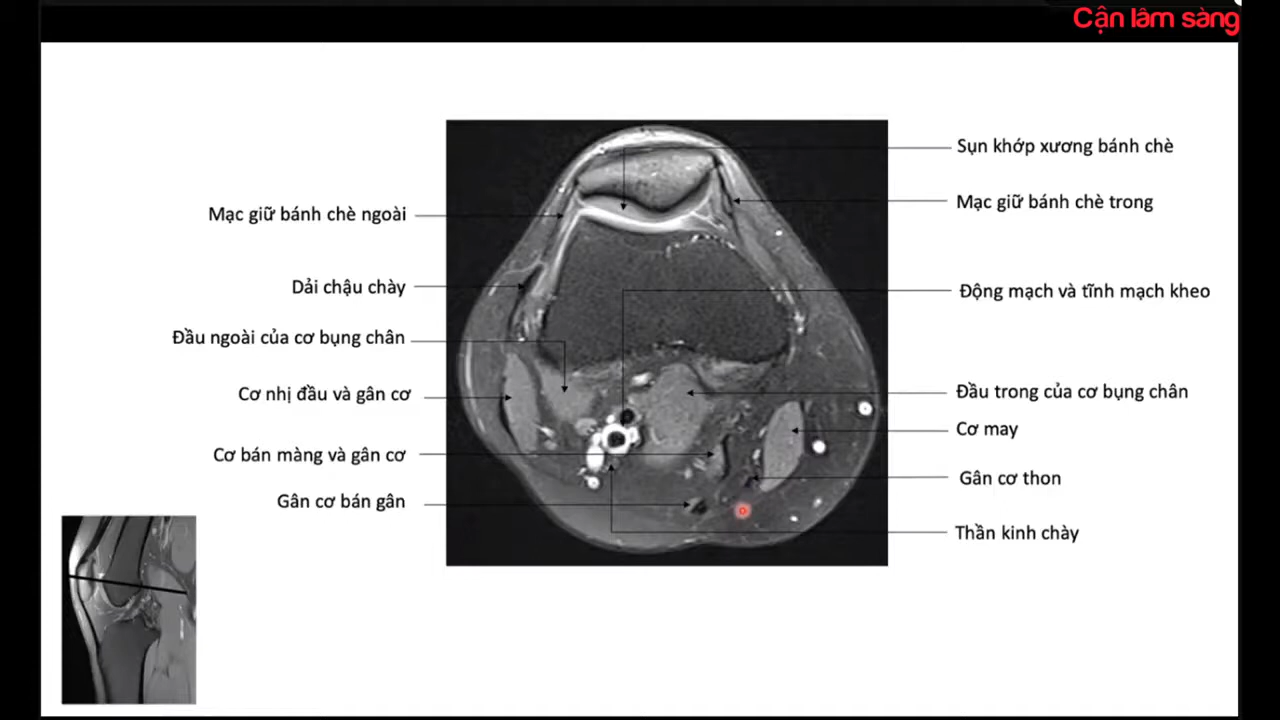 Cận lâm sàng
Sụn khớp xương bánh chè
Mạc giữ bánh chè trong
Mạc giữ bánh chè ngoài
Dải chậu chày
Động mạch và tĩnh mạch kheo
Đầu ngoài của cơ bụng chân
Cơ nhị đầu và gân cơ
Đầu trong của cơ bụng chân
Cơ may
Cơ bán màng và gân cơ
Gân cơ thon
Gân cơ bán gân
Thần kinh chày